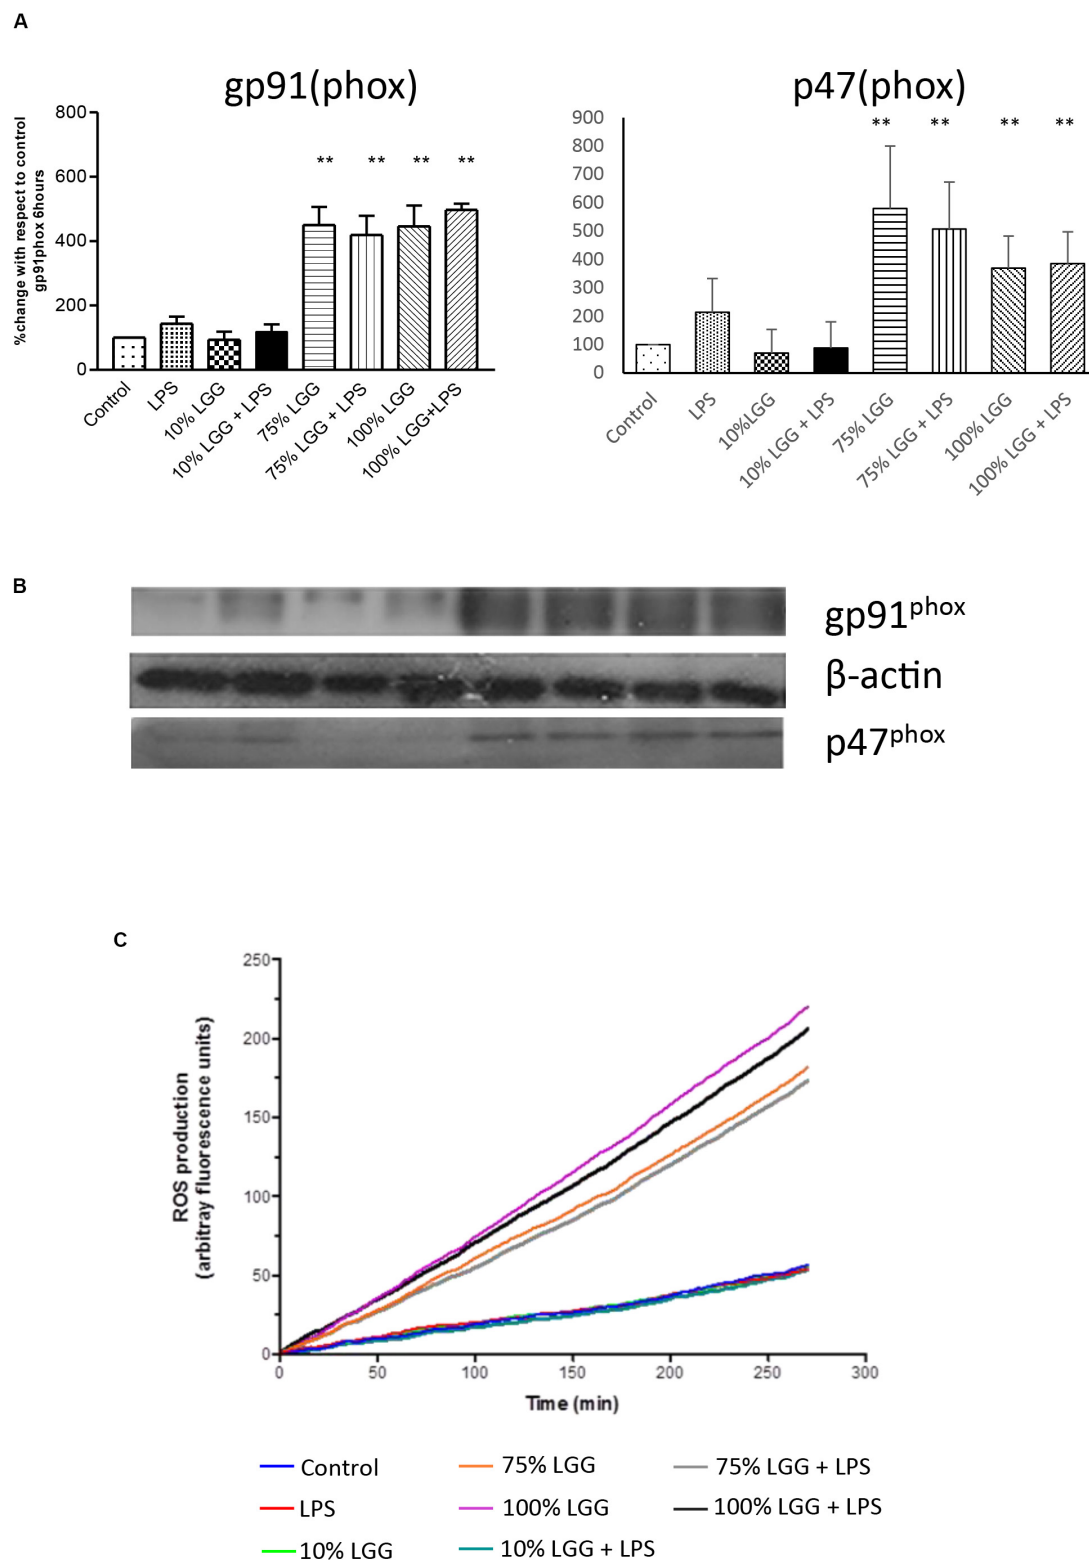 A
gp91(phox)
%change with respect to control
gp91phox 6hours
800
600
400
200
0
** ** ** **
Control
LPS
10% LGG
10% LGG + LPS
75% LGG
75% LGG + LPS
100% LGG
100% LGG+LPS
p47(phox)
900
800
700
600
500
400
300
200
100
0
** ** ** **
Control
LPS
10%LGG
10% LGG + LPS
75% LGG
75% LGG + LPS
100% LGG
100% LGG + LPS
B
gp91phox
β-actin
p47phox
C
ROS production
(arbitray fluorescence units)
250
200
150
100
50
0
0 50 100 150 200 250 300
Time (min)
Control 75% LGG 75% LGG + LPS
LPS 100% LGG 100% LGG + LPS
10% LGG 10% LGG + LPS